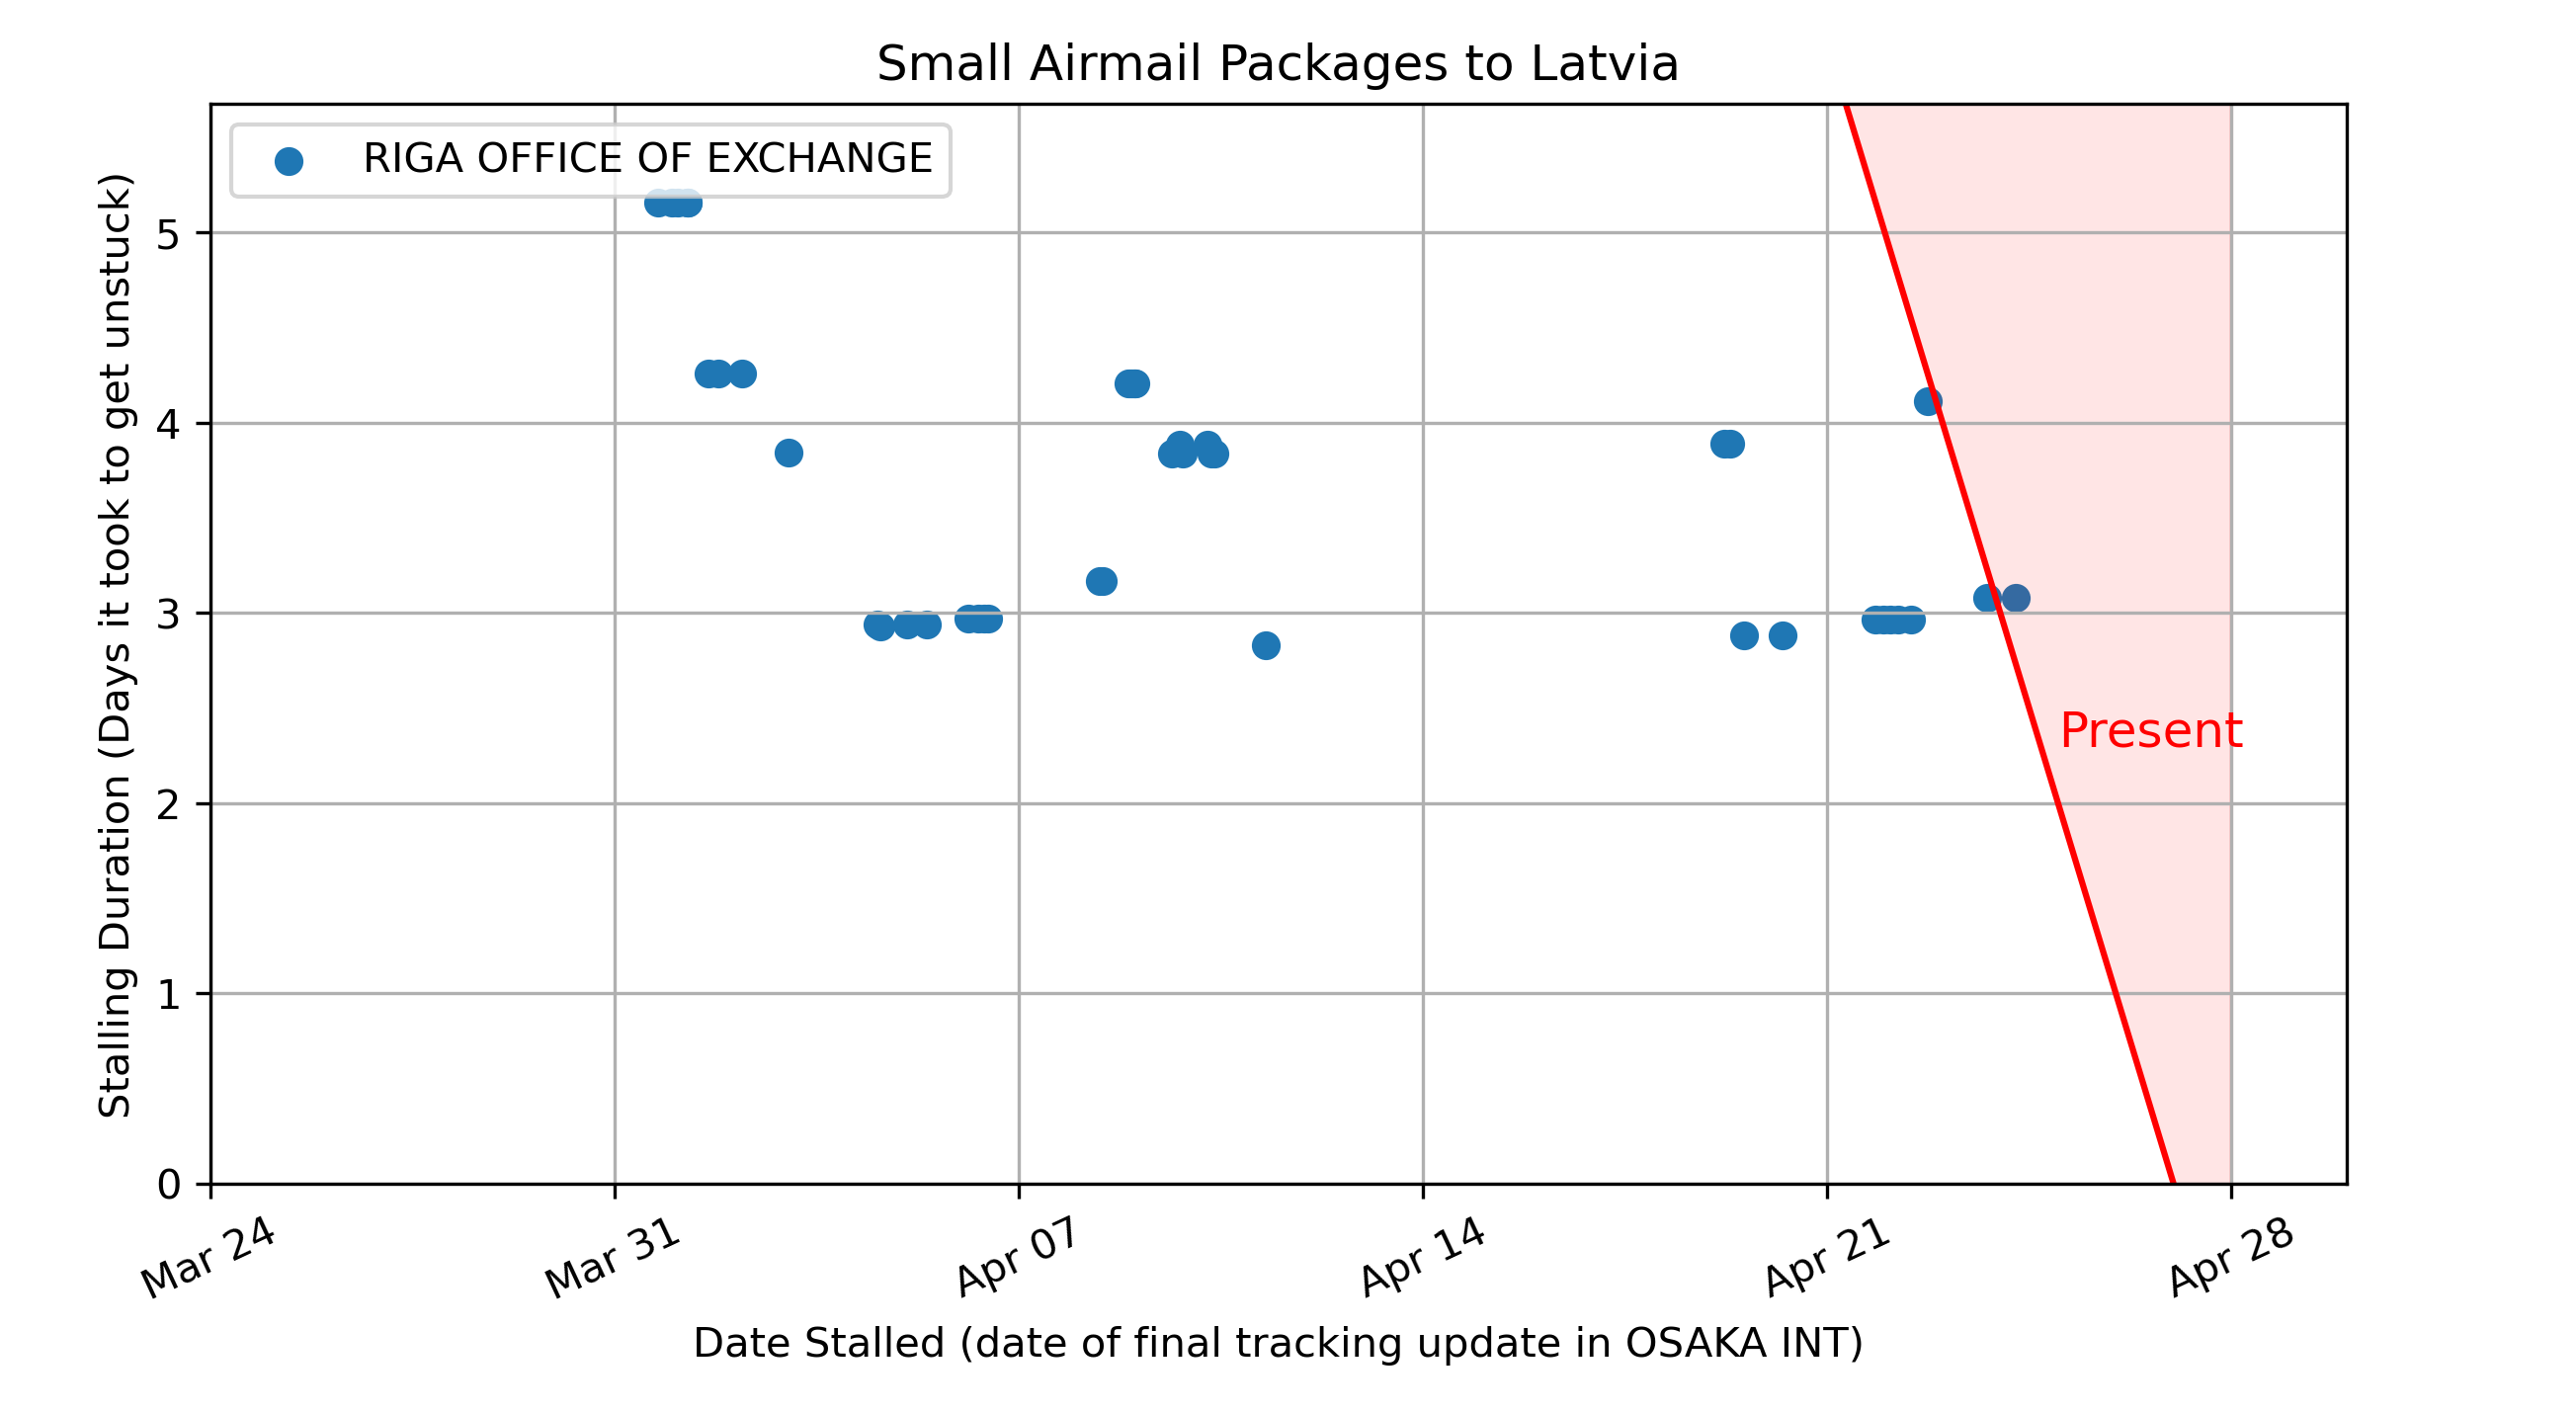 Small Airmail Packages to Latvia
RIGA OFFICE OF EXCHANGE
Stalling Duration (Days it took to get unstuck)
5
4
3
2
1
0
Present
Mar 24
Mar 31
Apr 07
Apr 14
Apr 21
Apr 28
Date Stalled (date of final tracking update in OSAKA INT)